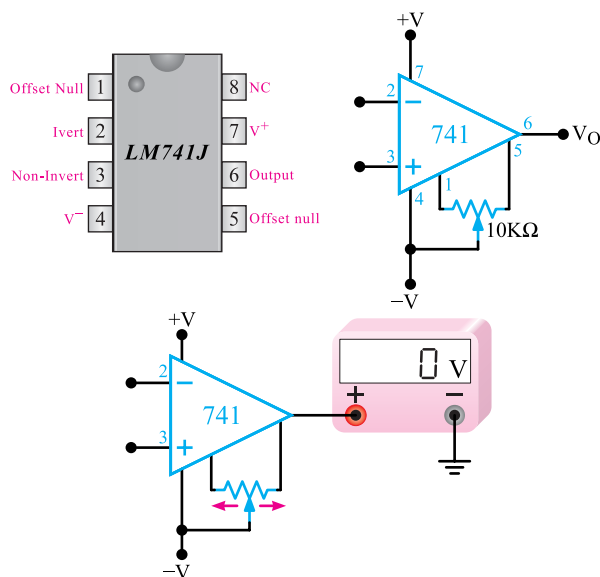 Offset Null 1
Ivert 2
Non-Invert 3
V⁻ 4
LM741J
8 NC
7 V⁺
6 Output
5 Offset null
+V
7
2
−
741
6
V_O
3
+
5
1
4
10KΩ
−V
+V
2
−
741
3
+
−V
0 V
+
−